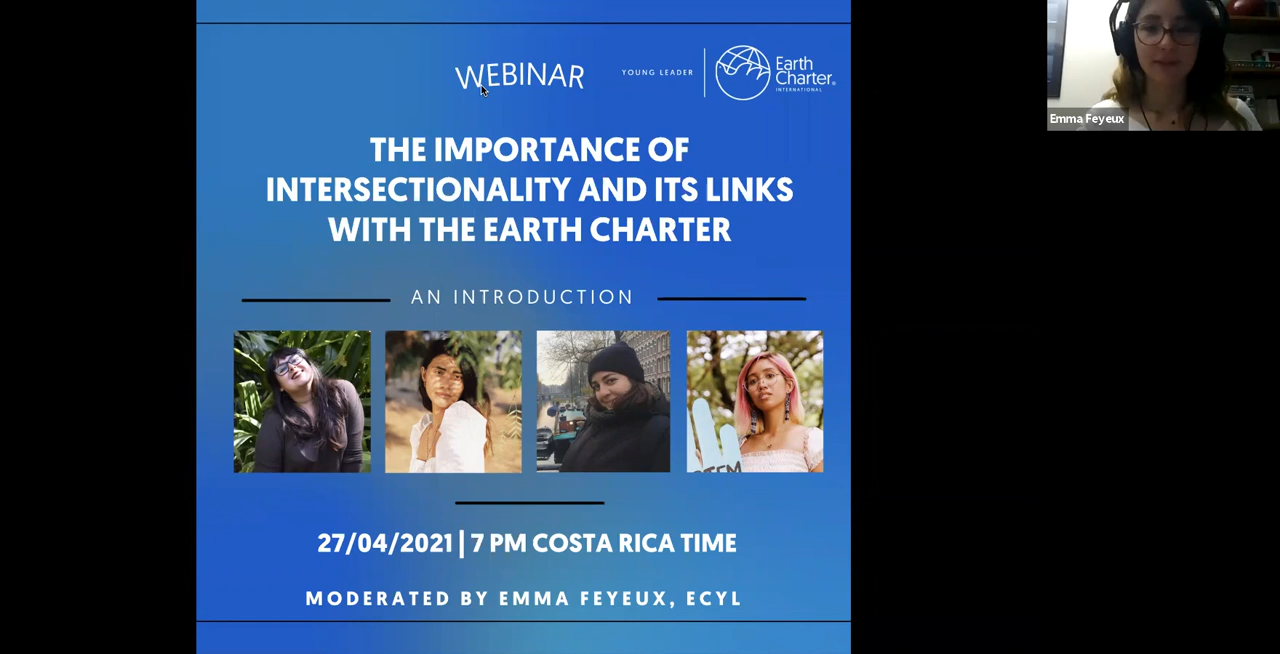 WEBINAR
YOUNG LEADER
Earth
Charter®
INTERNATIONAL
Emma Feyeux
THE IMPORTANCE OF
INTERSECTIONALITY AND ITS LINKS
WITH THE EARTH CHARTER
AN INTRODUCTION
STEM
27/04/2021 | 7 PM COSTA RICA TIME
MODERATED BY EMMA FEYEUX, ECYL